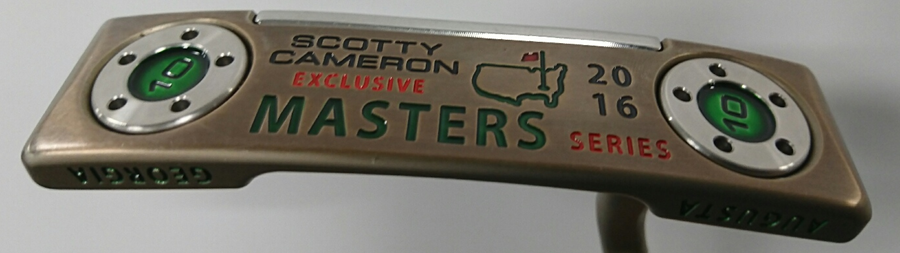 SCOTTY
CAMERON
EXCLUSIVE
MASTERS
20
16
SERIES
10
10
GEORGIA
AUGUSTA